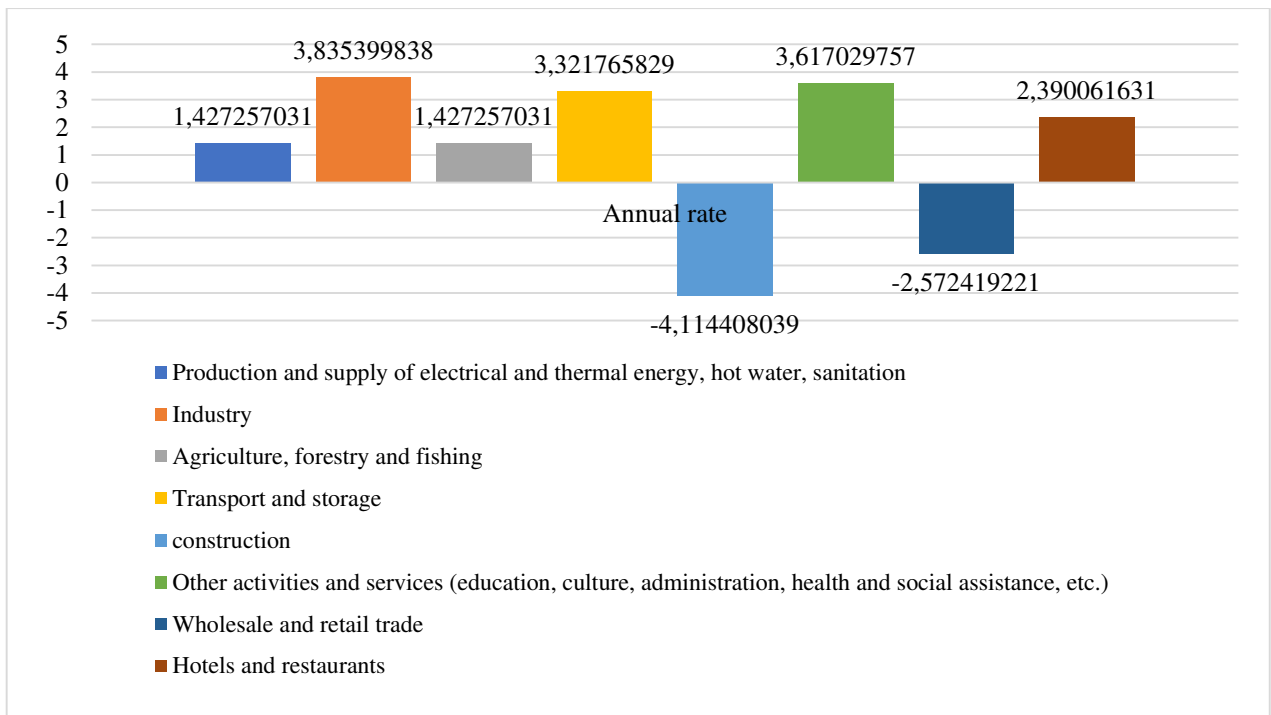 5
4
3
2
1
0
-1
-2
-3
-4
-5
1,427257031
3,835399838
1,427257031
3,321765829
-4,114408039
3,617029757
-2,572419221
2,390061631
Annual rate
Production and supply of electrical and thermal energy, hot water, sanitation
Industry
Agriculture, forestry and fishing
Transport and storage
construction
Other activities and services (education, culture, administration, health and social assistance, etc.)
Wholesale and retail trade
Hotels and restaurants